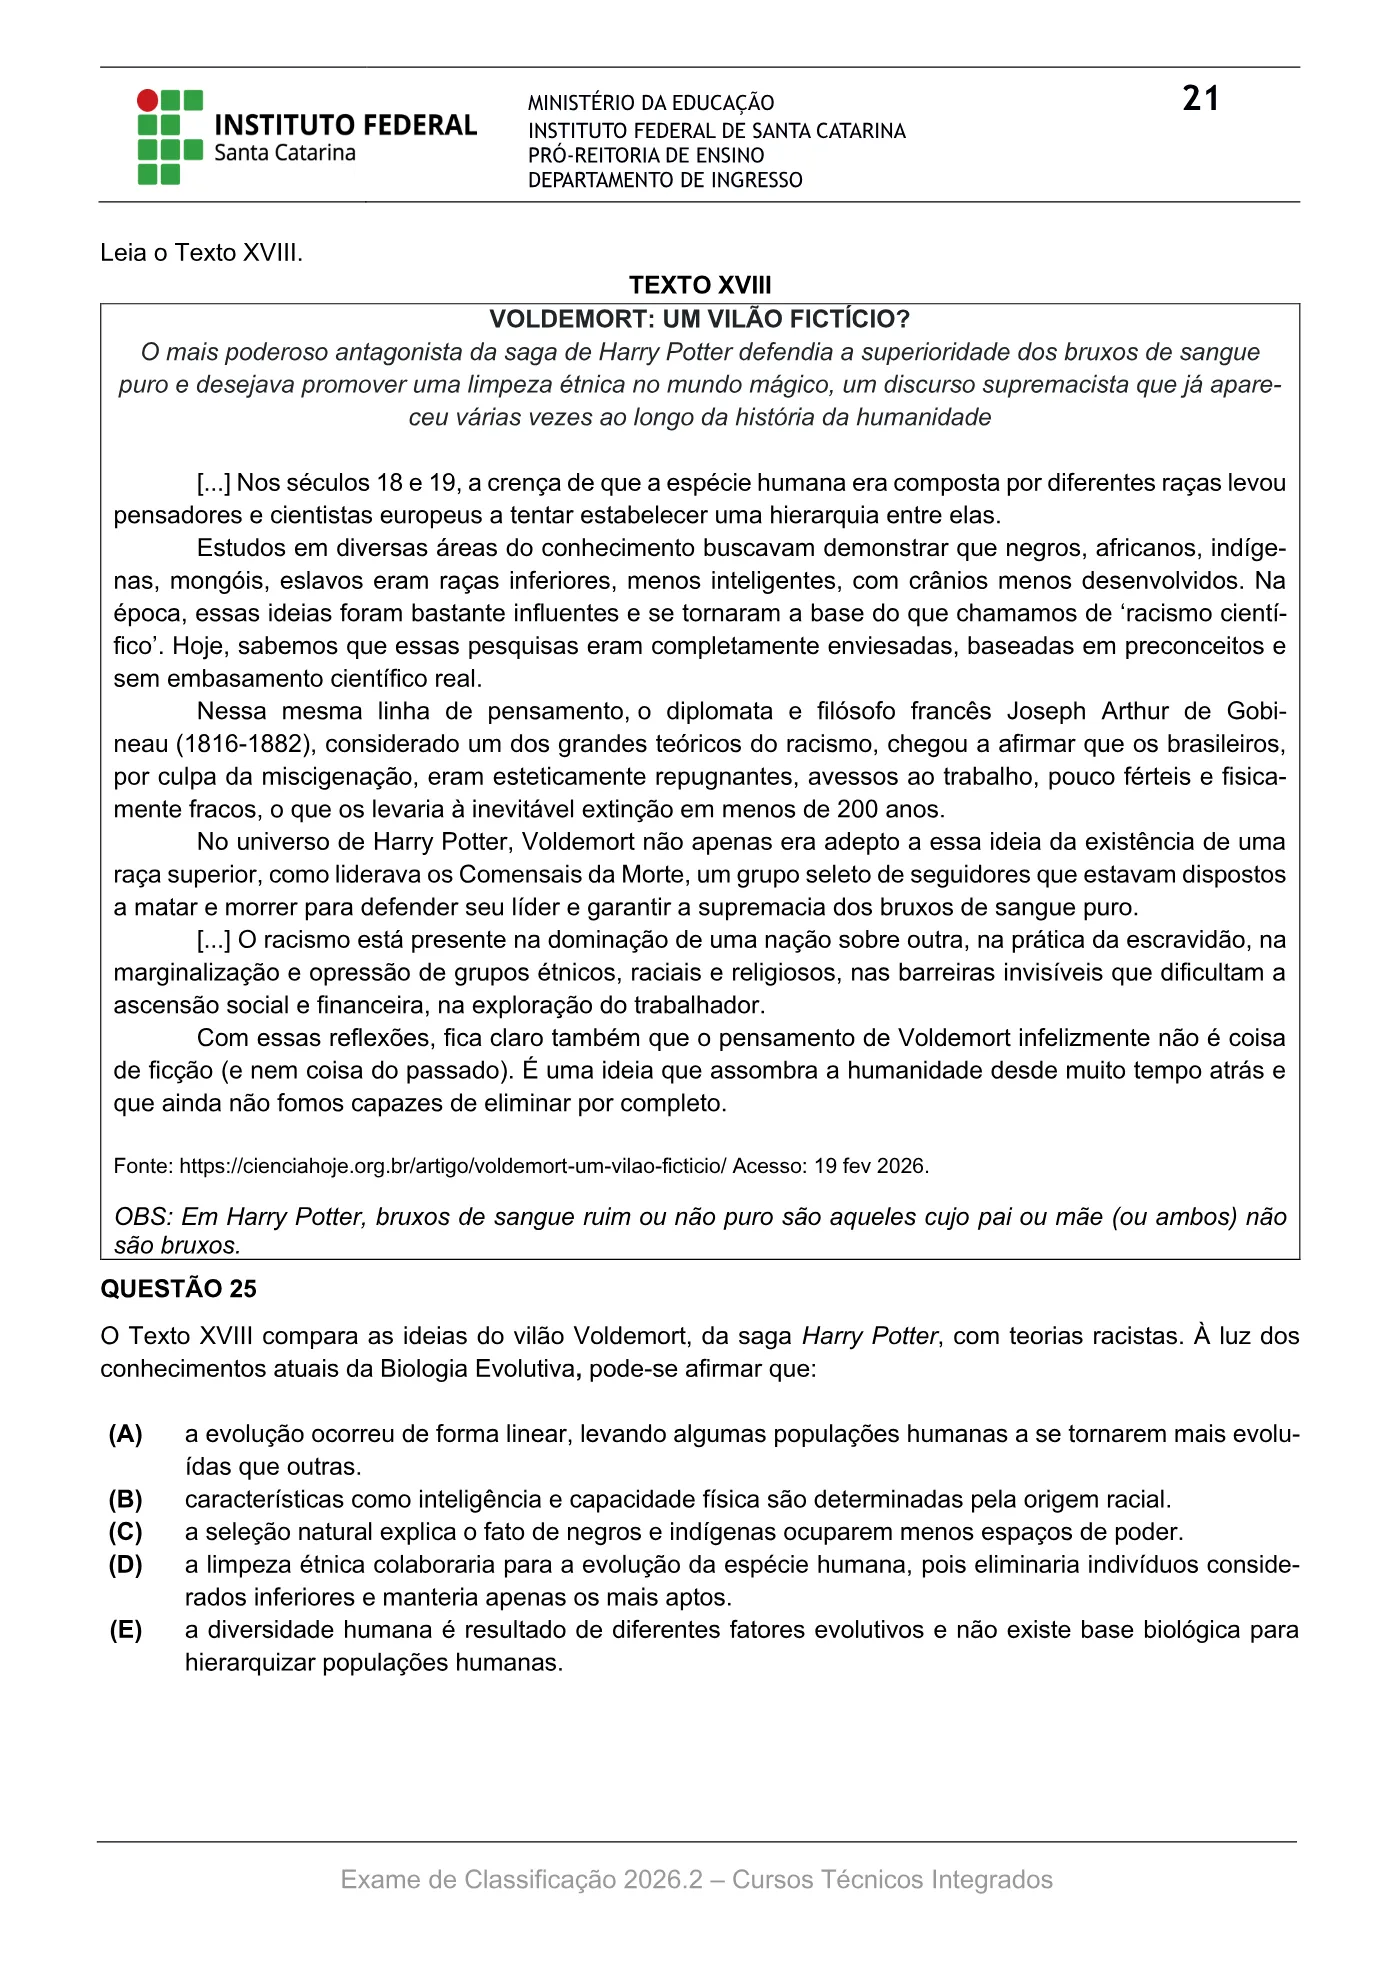 INSTITUTO FEDERAL
Santa Catarina
MINISTÉRIO DA EDUCAÇÃO
INSTITUTO FEDERAL DE SANTA CATARINA
PRÓ-REITORIA DE ENSINO
DEPARTAMENTO DE INGRESSO
21
Leia o Texto XVIII.
TEXTO XVIII
VOLDEMORT: UM VILÃO FICTÍCIO?
O mais poderoso antagonista da saga de Harry Potter defendia a superioridade dos bruxos de sangue
puro e desejava promover uma limpeza étnica no mundo mágico, um discurso supremacista que já apare-
ceu várias vezes ao longo da história da humanidade
[...] Nos séculos 18 e 19, a crença de que a espécie humana era composta por diferentes raças levou
pensadores e cientistas europeus a tentar estabelecer uma hierarquia entre elas.
Estudos em diversas áreas do conhecimento buscavam demonstrar que negros, africanos, indíge-
nas, mongóis, eslavos eram raças inferiores, menos inteligentes, com crânios menos desenvolvidos. Na
época, essas ideias foram bastante influentes e se tornaram a base do que chamamos de ‘racismo cientí-
fico’. Hoje, sabemos que essas pesquisas eram completamente enviesadas, baseadas em preconceitos e
sem embasamento científico real.
Nessa mesma linha de pensamento, o diplomata e filósofo francês Joseph Arthur de Gobi-
neau (1816-1882), considerado um dos grandes teóricos do racismo, chegou a afirmar que os brasileiros,
por culpa da miscigenação, eram esteticamente repugnantes, avessos ao trabalho, pouco férteis e fisica-
mente fracos, o que os levaria à inevitável extinção em menos de 200 anos.
No universo de Harry Potter, Voldemort não apenas era adepto a essa ideia da existência de uma
raça superior, como liderava os Comensais da Morte, um grupo seleto de seguidores que estavam dispostos
a matar e morrer para defender seu líder e garantir a supremacia dos bruxos de sangue puro.
[...] O racismo está presente na dominação de uma nação sobre outra, na prática da escravidão, na
marginalização e opressão de grupos étnicos, raciais e religiosos, nas barreiras invisíveis que dificultam a
ascensão social e financeira, na exploração do trabalhador.
Com essas reflexões, fica claro também que o pensamento de Voldemort infelizmente não é coisa
de ficção (e nem coisa do passado). É uma ideia que assombra a humanidade desde muito tempo atrás e
que ainda não fomos capazes de eliminar por completo.
Fonte: https://cienciahoje.org.br/artigo/voldemort-um-vilao-ficticio/ Acesso: 19 fev 2026.
OBS: Em Harry Potter, bruxos de sangue ruim ou não puro são aqueles cujo pai ou mãe (ou ambos) não
são bruxos.
QUESTÃO 25
O Texto XVIII compara as ideias do vilão Voldemort, da saga Harry Potter, com teorias racistas. À luz dos
conhecimentos atuais da Biologia Evolutiva, pode-se afirmar que:
(A) a evolução ocorreu de forma linear, levando algumas populações humanas a se tornarem mais evolu-
ídas que outras.
(B) características como inteligência e capacidade física são determinadas pela origem racial.
(C) a seleção natural explica o fato de negros e indígenas ocuparem menos espaços de poder.
(D) a limpeza étnica colaboraria para a evolução da espécie humana, pois eliminaria indivíduos conside-
rados inferiores e manteria apenas os mais aptos.
(E) a diversidade humana é resultado de diferentes fatores evolutivos e não existe base biológica para
hierarquizar populações humanas.
Exame de Classificação 2026.2 – Cursos Técnicos Integrados